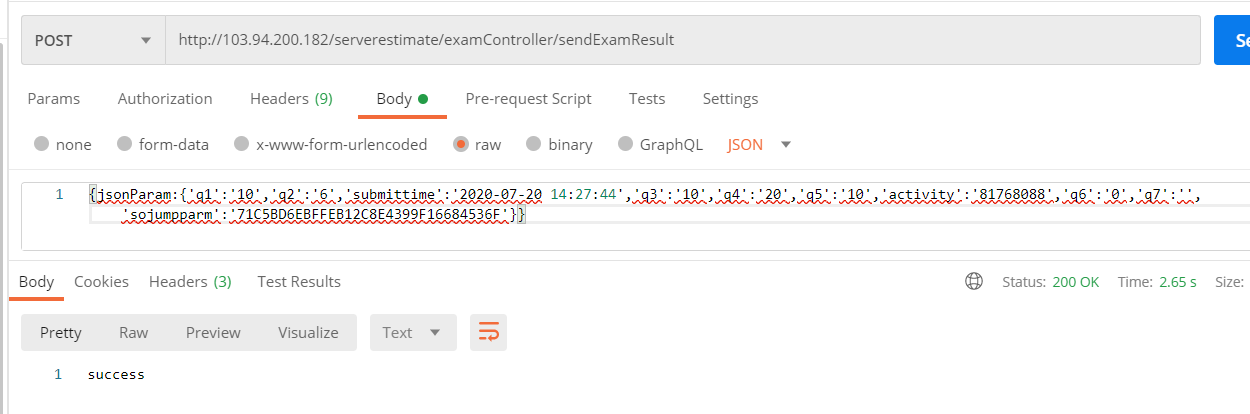 POST http://103.94.200.182/serverestimate/examController/sendExamResult Se
Params Authorization Headers (9) Body Pre-request Script Tests Settings
none form-data x-www-form-urlencoded raw binary GraphQL JSON
1 {jsonParam:{'q1':'10','q2':'6','submittime':'2020-07-20 14:27:44','q3':'10','q4':'20','q5':'10','activity':'81768088','q6':'0','q7':'',
'sojumpparm':'71C5BD6EBFFEB12C8E4399F16684536F'}}
Body Cookies Headers (3) Test Results Status: 200 OK Time: 2.65 s Size:
Pretty Raw Preview Visualize Text
1 success